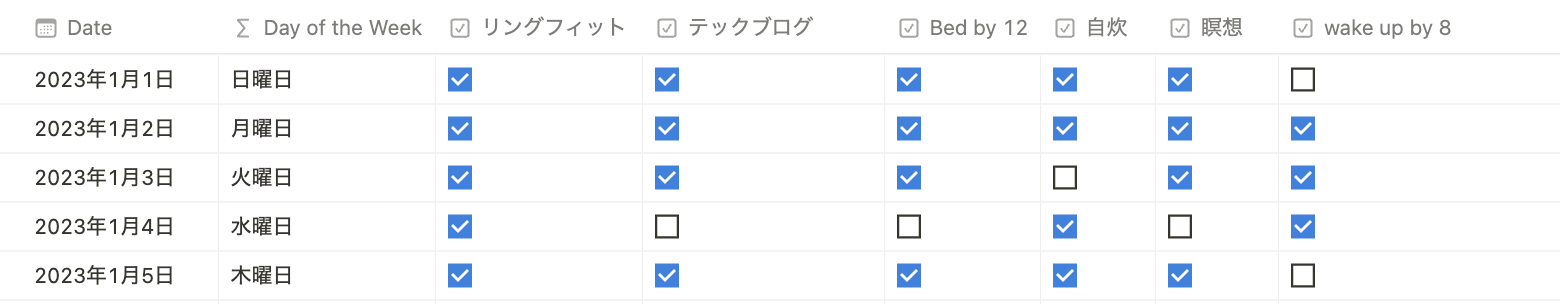 Date Day of the Week リングフィット テックブログ Bed by 12 自炊 瞑想 wake up by 8
2023年1月1日 日曜日
2023年1月2日 月曜日
2023年1月3日 火曜日
2023年1月4日 水曜日
2023年1月5日 木曜日